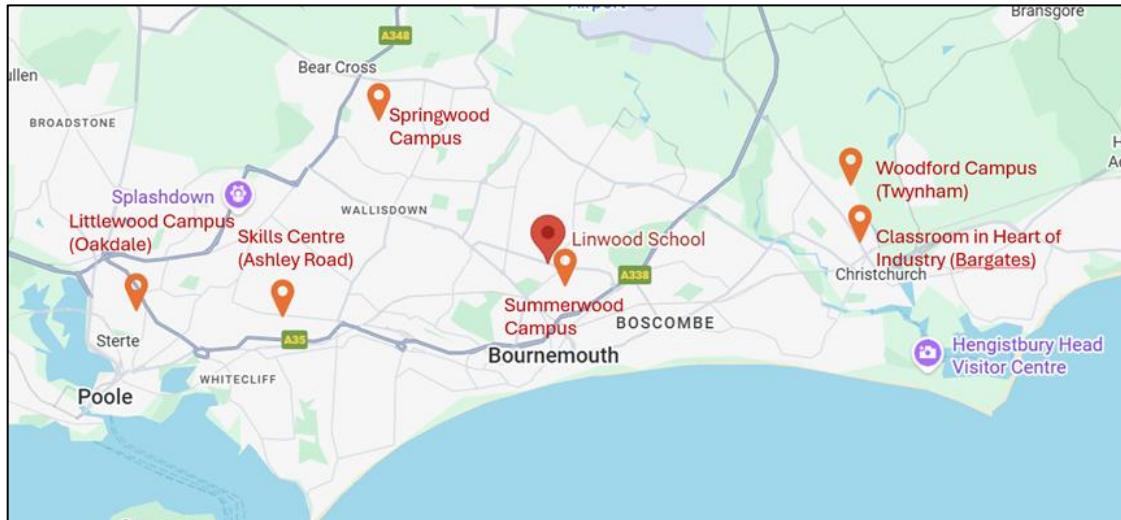 Airport
Bransgore
A348
Bear Cross
BROADSTONE
Springwood
Campus
Woodford Campus
(Twynham)
Splashdown
Littlewood Campus
(Oakdale)
Skills Centre
(Ashley Road)
WALLISDOWN
Linwood School
Classroom in Heart of
Industry (Bargates)
Christchurch
A338
Summerwood
Campus
BOSCOMBE
Sterte
A35
Bournemouth
Hengistbury Head
Visitor Centre
WHITECLIFF
Poole